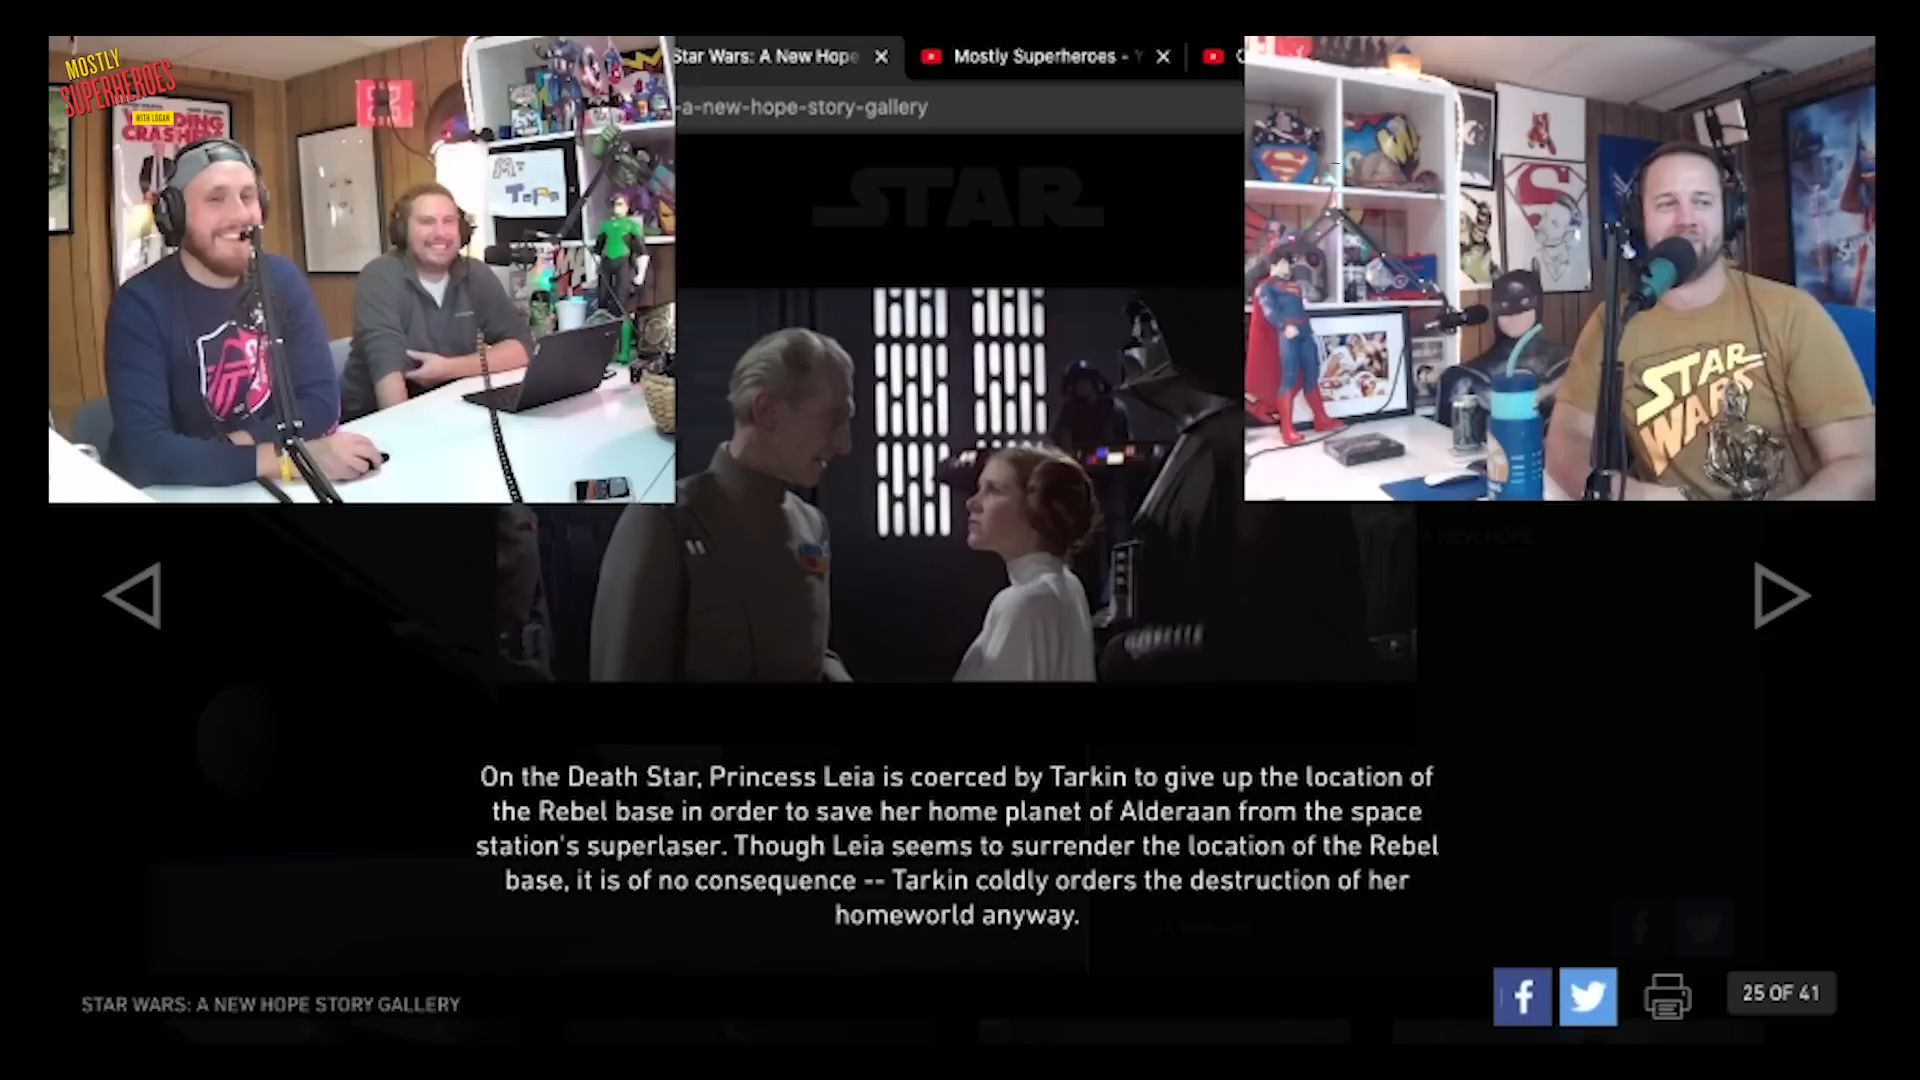 MOSTLY
SUPERHEROES
WITH LOGAN
Star Wars: A New Hope
Mostly Superheroes -
-a-new-hope-story-gallery
STAR
STAR
WARS
A NEW HOPE
On the Death Star, Princess Leia is coerced by Tarkin to give up the location of
the Rebel base in order to save her home planet of Alderaan from the space
station's superlaser. Though Leia seems to surrender the location of the Rebel
base, it is of no consequence -- Tarkin coldly orders the destruction of her
homeworld anyway.
STAR WARS: A NEW HOPE STORY GALLERY
25 OF 41